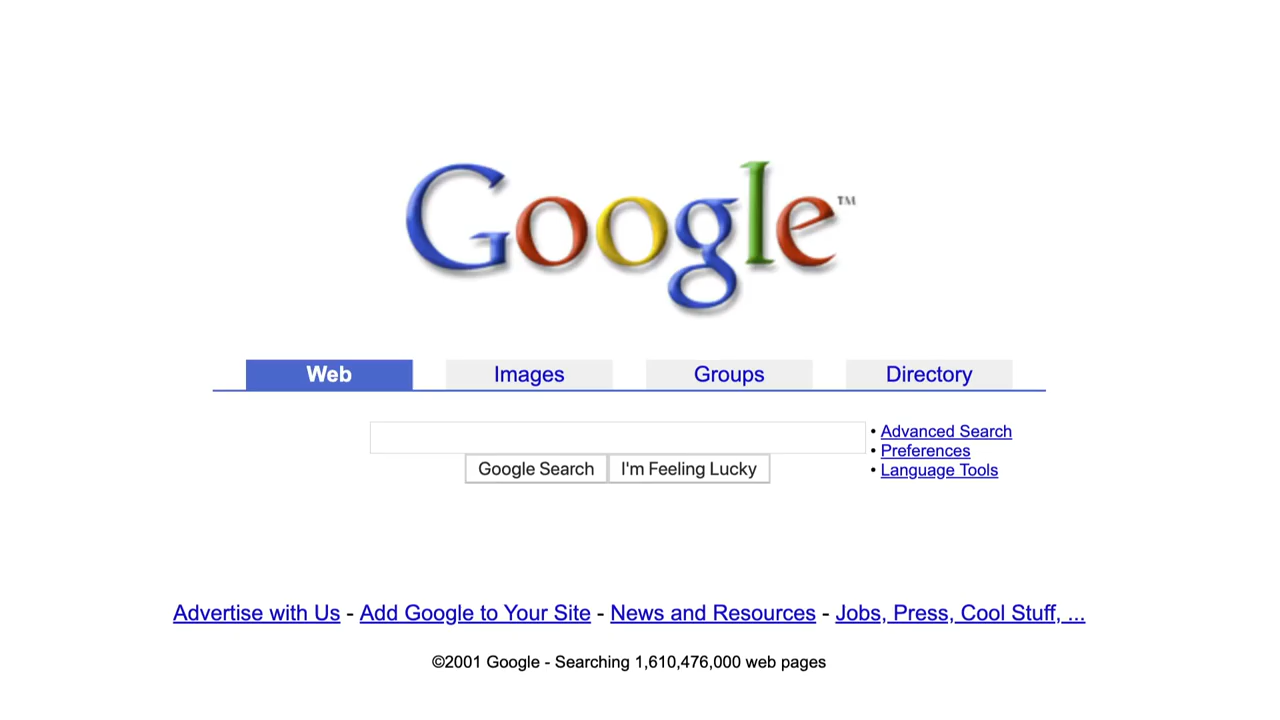 Google™
Web Images Groups Directory
• Advanced Search
• Preferences
• Language Tools
Google Search I'm Feeling Lucky
Advertise with Us - Add Google to Your Site - News and Resources - Jobs, Press, Cool Stuff, ...
©2001 Google - Searching 1,610,476,000 web pages